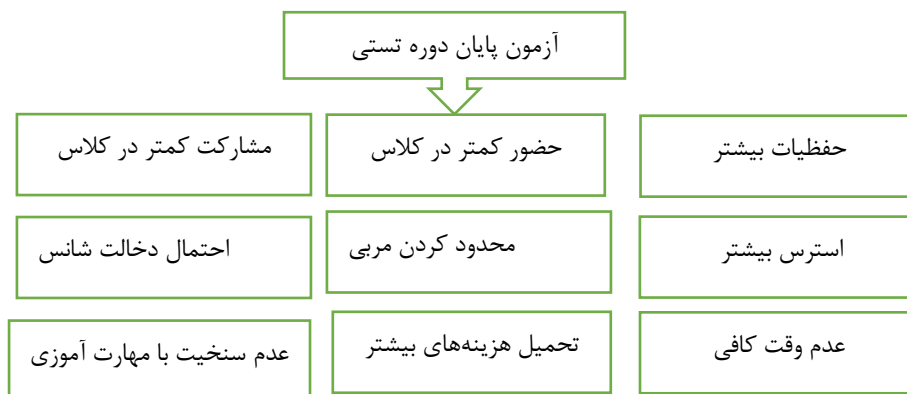 آزمون پایان دوره تستی
حفظیات بیشتر
حضور کمتر در کلاس
مشارکت کمتر در کلاس
استرس بیشتر
محدود کردن مربی
احتمال دخالت شانس
عدم وقت کافی
تحمیل هزینه‌های بیشتر
عدم سنخیت با مهارت آموزی